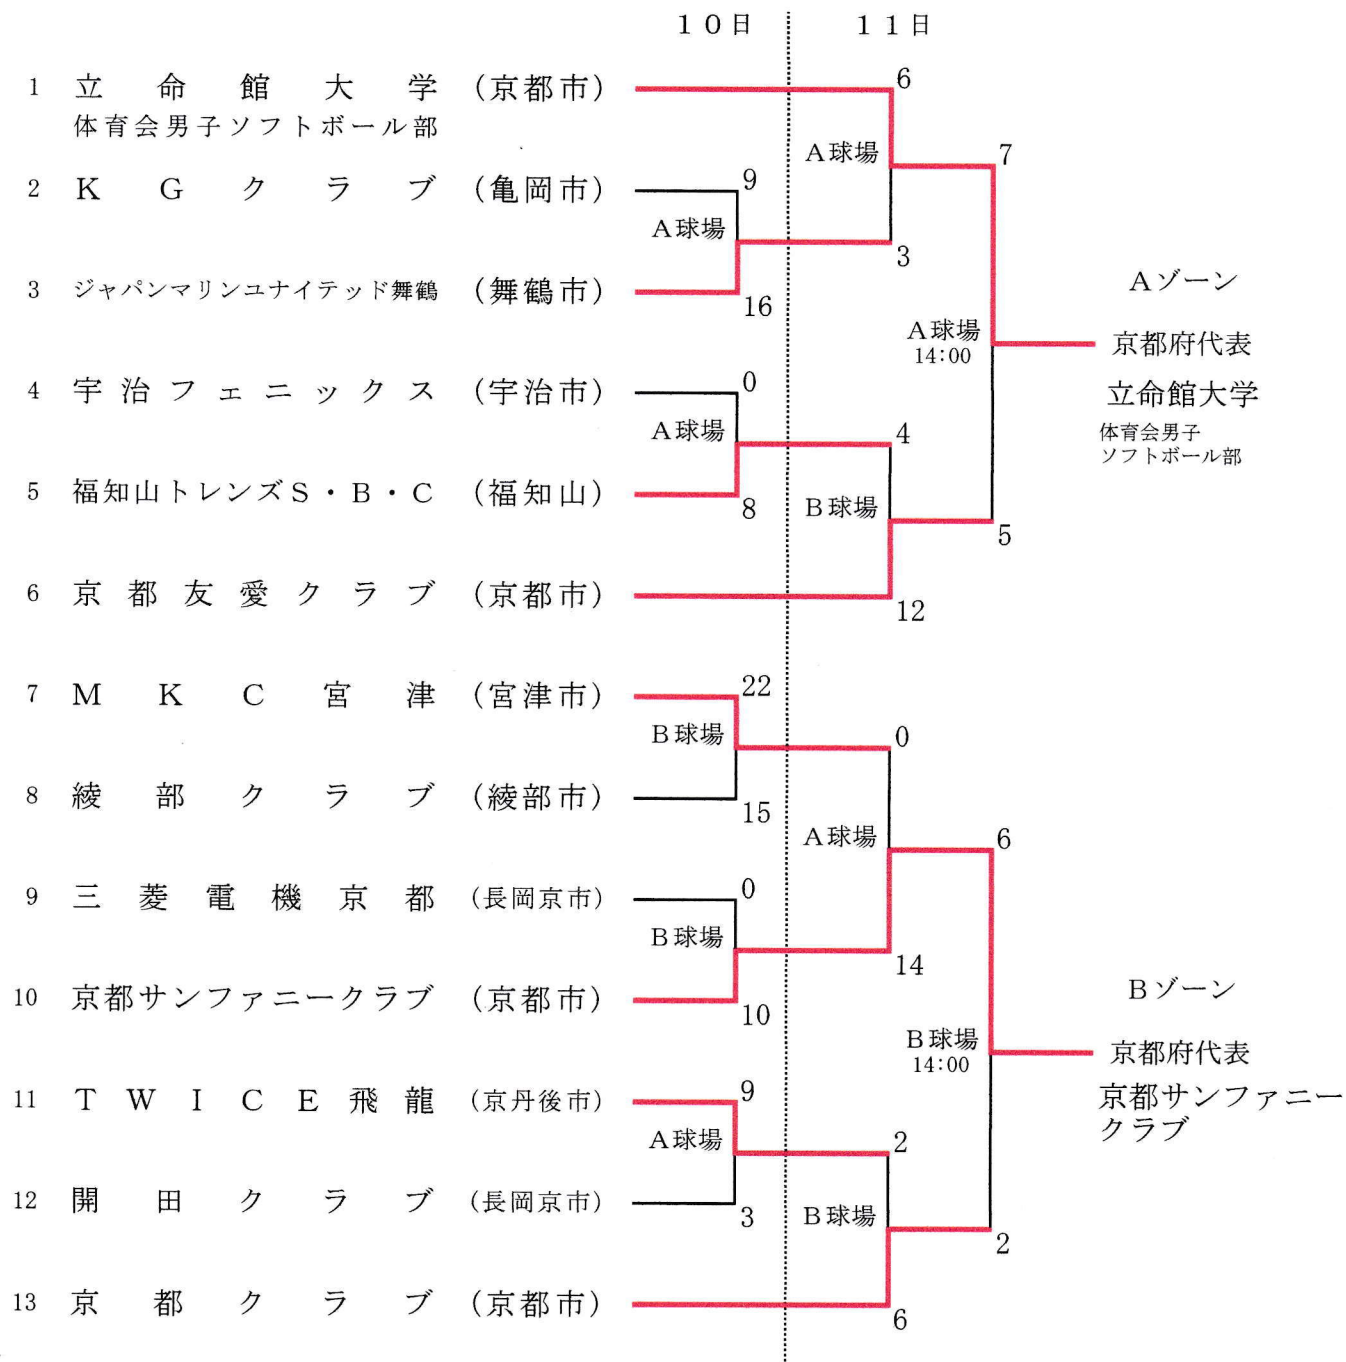 １０日　１１日
1 立命館大学 (京都市)
体育会男子ソフトボール部
2 ＫＧクラブ (亀岡市)
3 ジャパンマリンユナイテッド舞鶴 (舞鶴市)
4 宇治フェニックス (宇治市)
5 福知山トレンズＳ・Ｂ・Ｃ (福知山)
6 京都友愛クラブ (京都市)
7 ＭＫＣ宮津 (宮津市)
8 綾部クラブ (綾部市)
9 三菱電機京都 (長岡京市)
10 京都サンファニークラブ (京都市)
11 ＴＷＩＣＥ飛龍 (京丹後市)
12 開田クラブ (長岡京市)
13 京都クラブ (京都市)
9
Ａ球場
16
0
Ａ球場
8
22
Ｂ球場
15
0
Ｂ球場
10
9
Ａ球場
3
6
Ａ球場
3
4
Ｂ球場
12
0
Ａ球場
14
2
Ｂ球場
6
7
Ａ球場
14:00
5
6
Ｂ球場
14:00
2
Ａゾーン
京都府代表
立命館大学
体育会男子
ソフトボール部
Ｂゾーン
京都府代表
京都サンファニー
クラブ